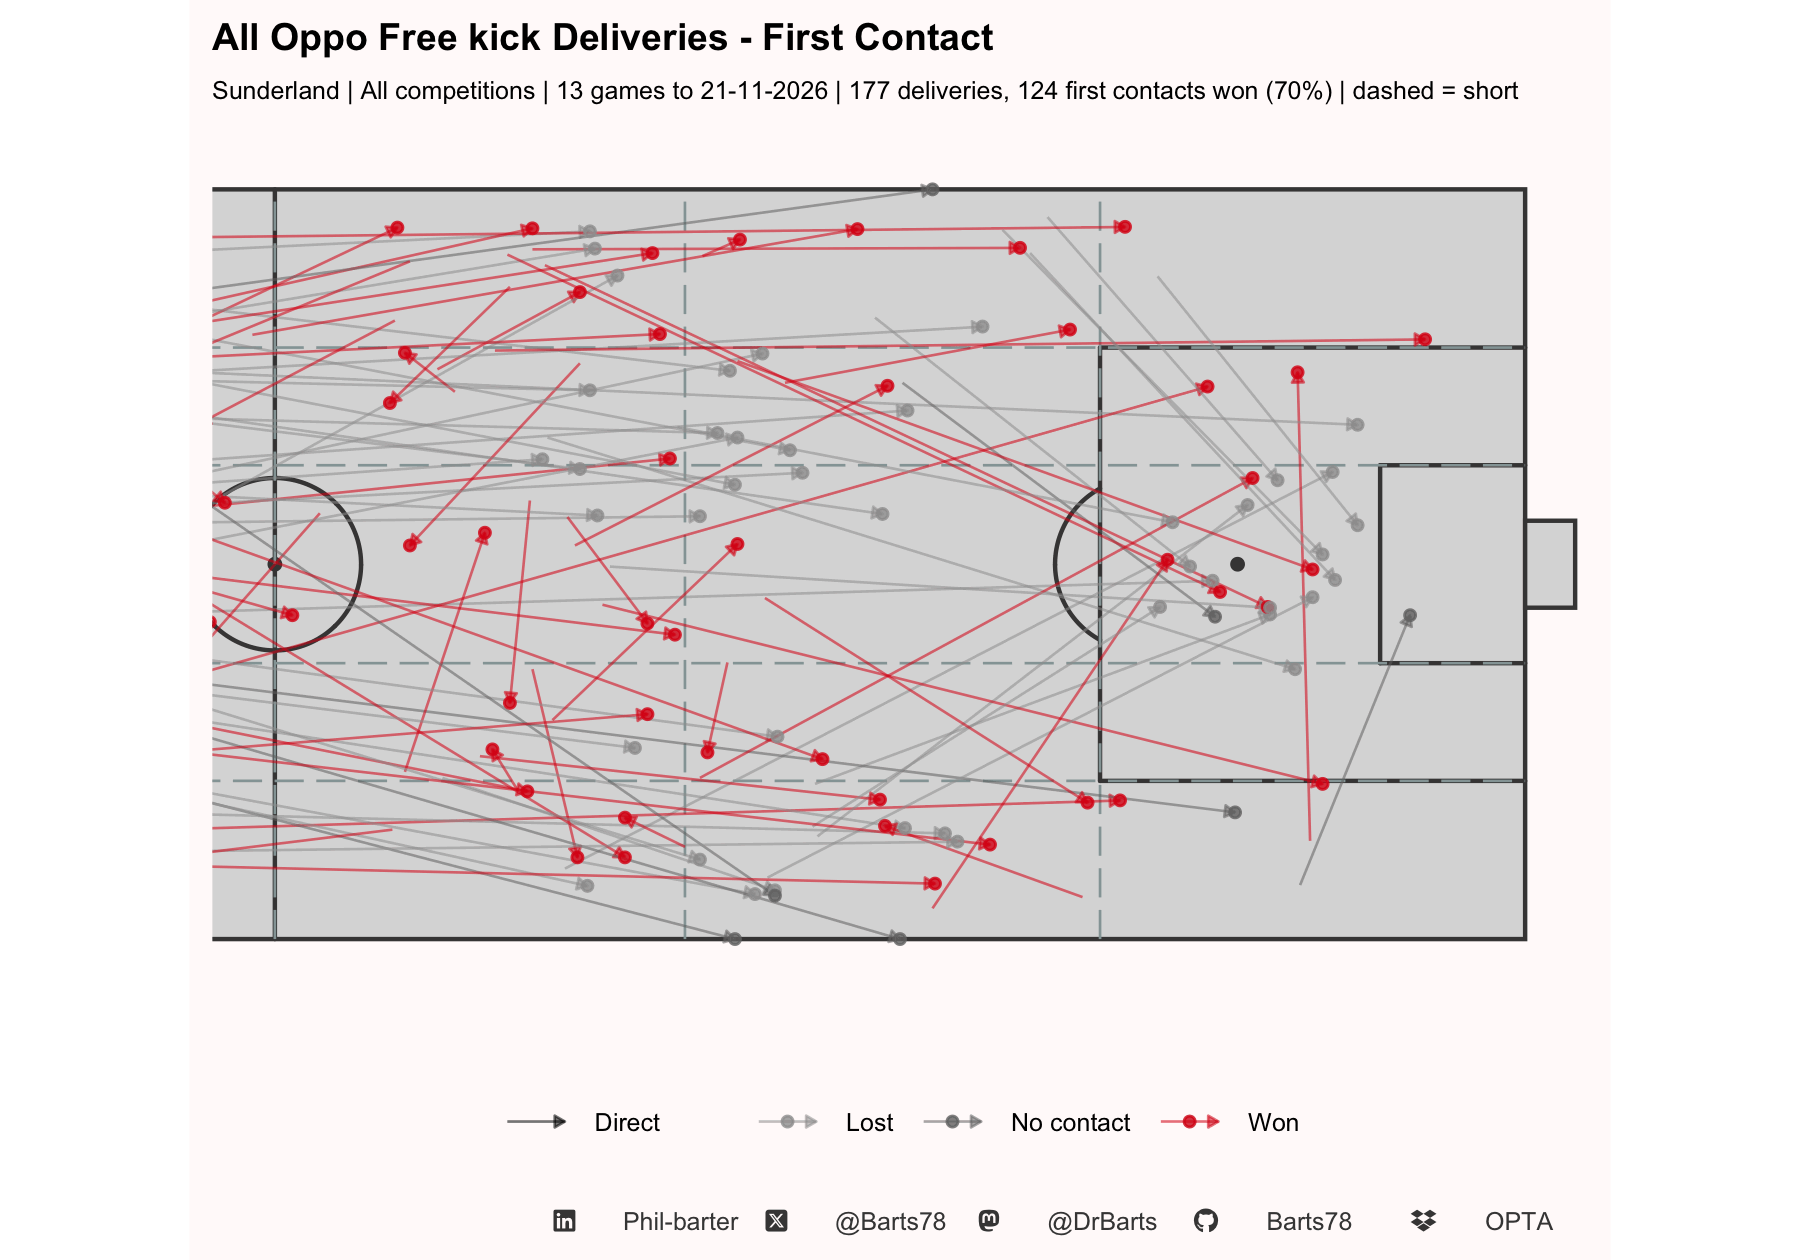 All Oppo Free kick Deliveries - First Contact
Sunderland | All competitions | 13 games to 21-11-2026 | 177 deliveries, 124 first contacts won (70%) | dashed = short
Direct Lost No contact Won
Phil-barter @Barts78 @DrBarts Barts78 OPTA